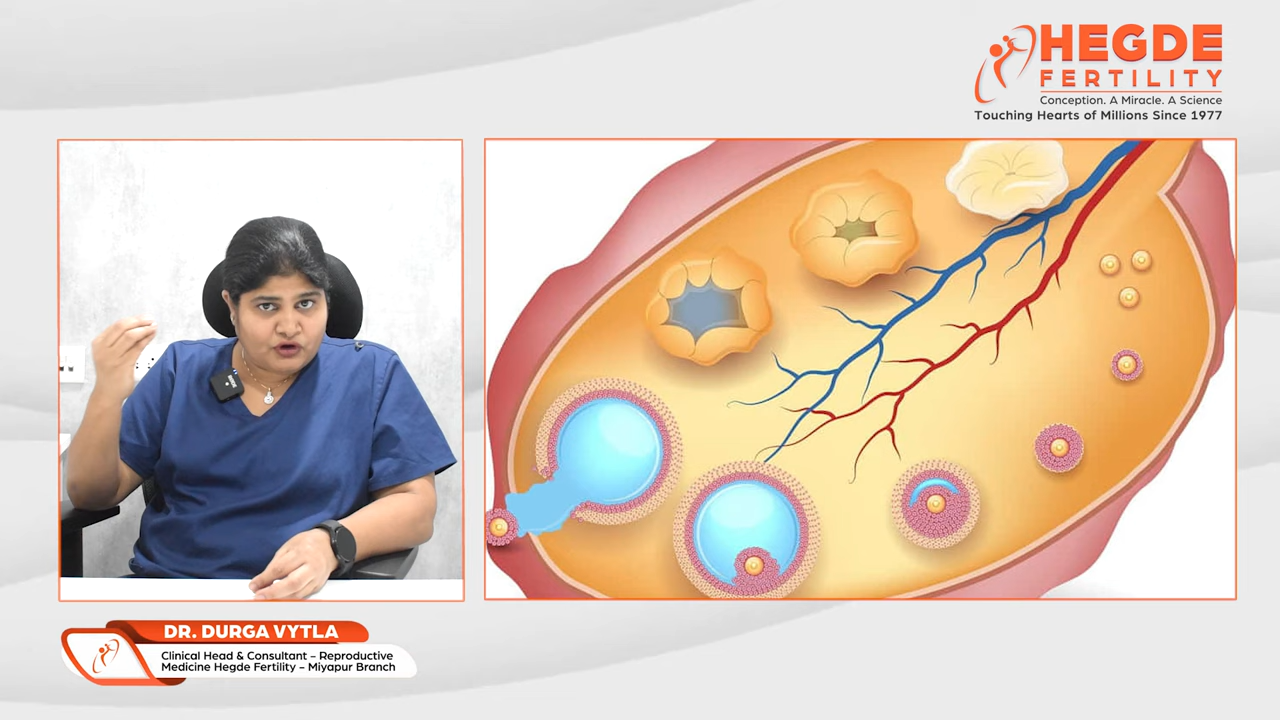 HEGDE
FERTILITY
Conception. A Miracle. A Science
Touching Hearts of Millions Since 1977
DR. DURGA VYTLA
Clinical Head & Consultant - Reproductive
Medicine Hegde Fertility - Miyapur Branch